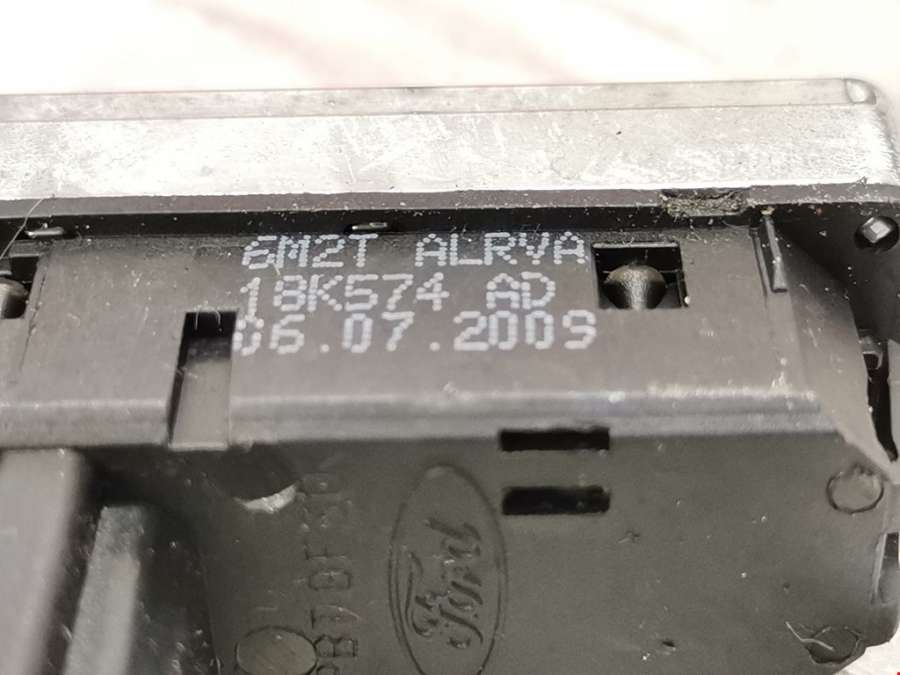 6M2T ALRVA
18K574 AD
06.07.2009
Ford